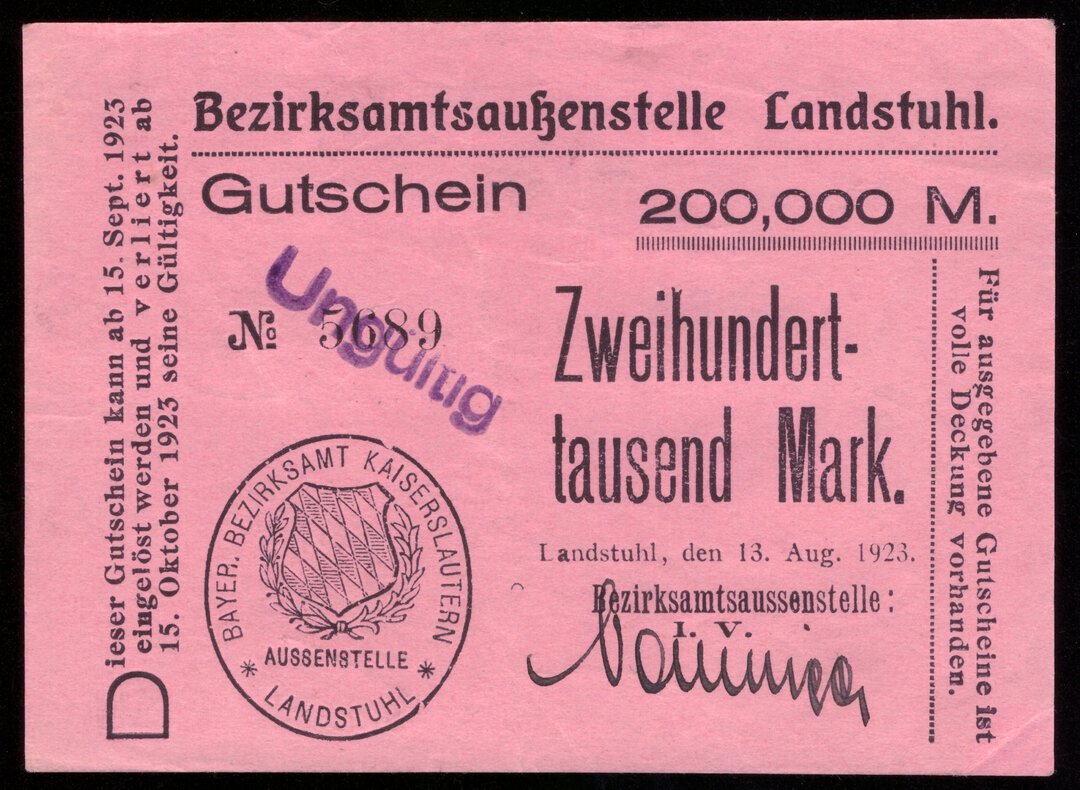 Bezirksamtsaußenstelle Landstuhl.
Gutschein
200,000 M.
№ 5689
Ungültig
Zweihundert-
tausend Mark.
Landstuhl, den 13. Aug. 1923.
Bezirksamtsaussenstelle:
I. V.
BAYER. BEZIRKSAMT KAISERSLAUTERN
AUSSENSTELLE
* LANDSTUHL *
Dieser Gutschein kann ab 15. Sept. 1923
eingelöst werden und verliert ab
15. Oktober 1923 seine Gültigkeit.
Für ausgegebene Gutscheine ist
volle Deckung vorhanden.